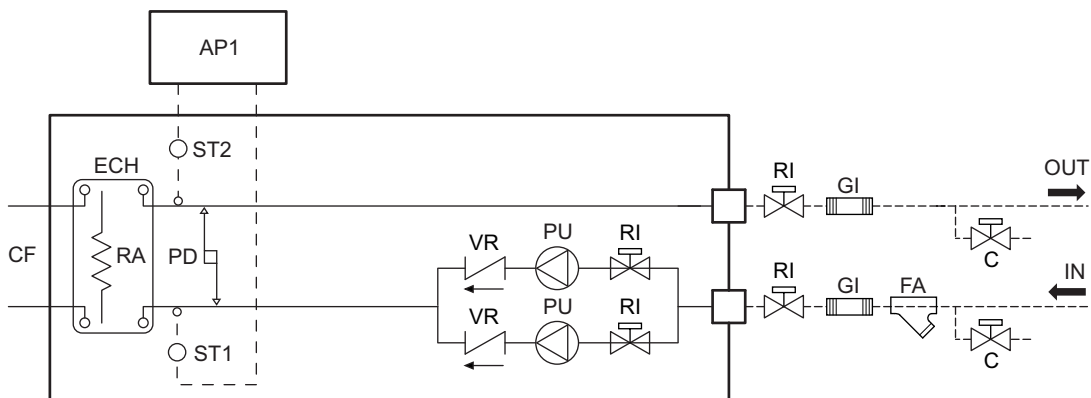 AP1
ST2
ECH
RI
GI
OUT
C
CF
RA
PD
VR
PU
RI
RI
GI
FA
IN
VR
PU
RI
ST1
C